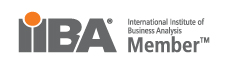 iiBA® International Institute of
Business Analysis
Member™